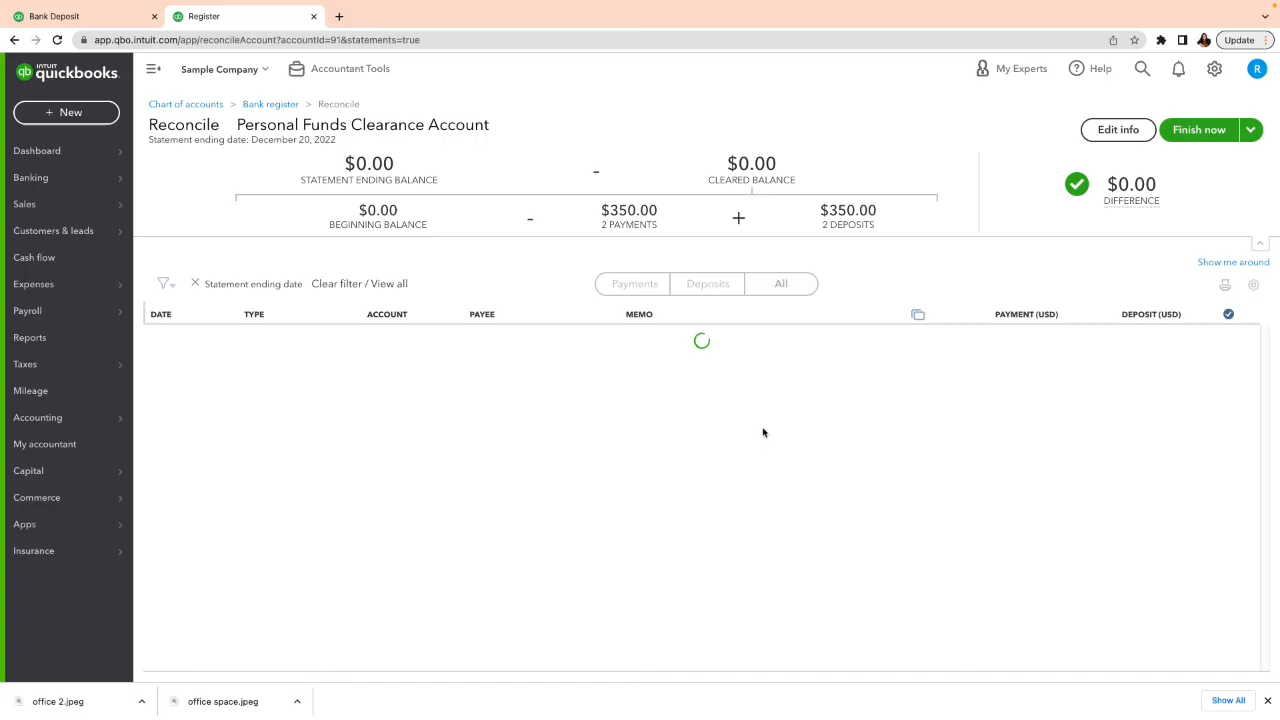 Bank Deposit
Register
app.qbo.intuit.com/app/reconcileAccount?accountId=91&statements=true
Update
INTUIT
quickbooks
Sample Company
Accountant Tools
My Experts
Help
R
+ New
Dashboard
Banking
Sales
Customers & leads
Cash flow
Expenses
Payroll
Reports
Taxes
Mileage
Accounting
My accountant
Capital
Commerce
Apps
Insurance
Chart of accounts > Bank register > Reconcile
Reconcile Personal Funds Clearance Account
Statement ending date: December 20, 2022
Edit info
Finish now
$0.00 - $0.00
STATEMENT ENDING BALANCE CLEARED BALANCE
$0.00 - $350.00 + $350.00
BEGINNING BALANCE 2 PAYMENTS 2 DEPOSITS
$0.00
DIFFERENCE
Show me around
Statement ending date Clear filter / View all
Payments Deposits All
DATE TYPE ACCOUNT PAYEE MEMO PAYMENT (USD) DEPOSIT (USD)
office 2.jpeg
office space.jpeg
Show All